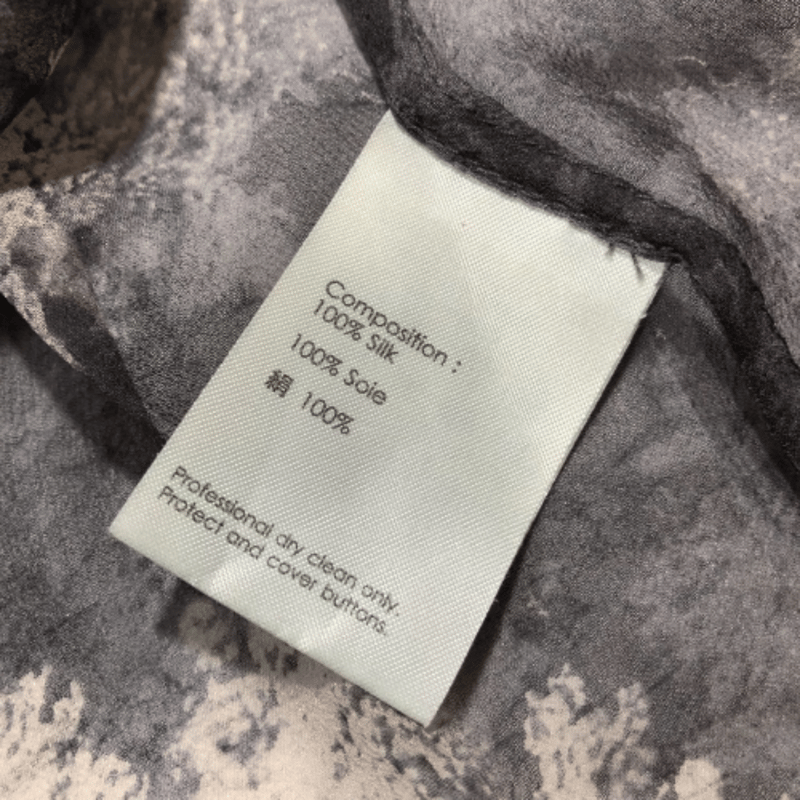 Composition :
100% Silk
100% Soie
絹 100%
Professional dry clean only.
Protect and cover buttons.